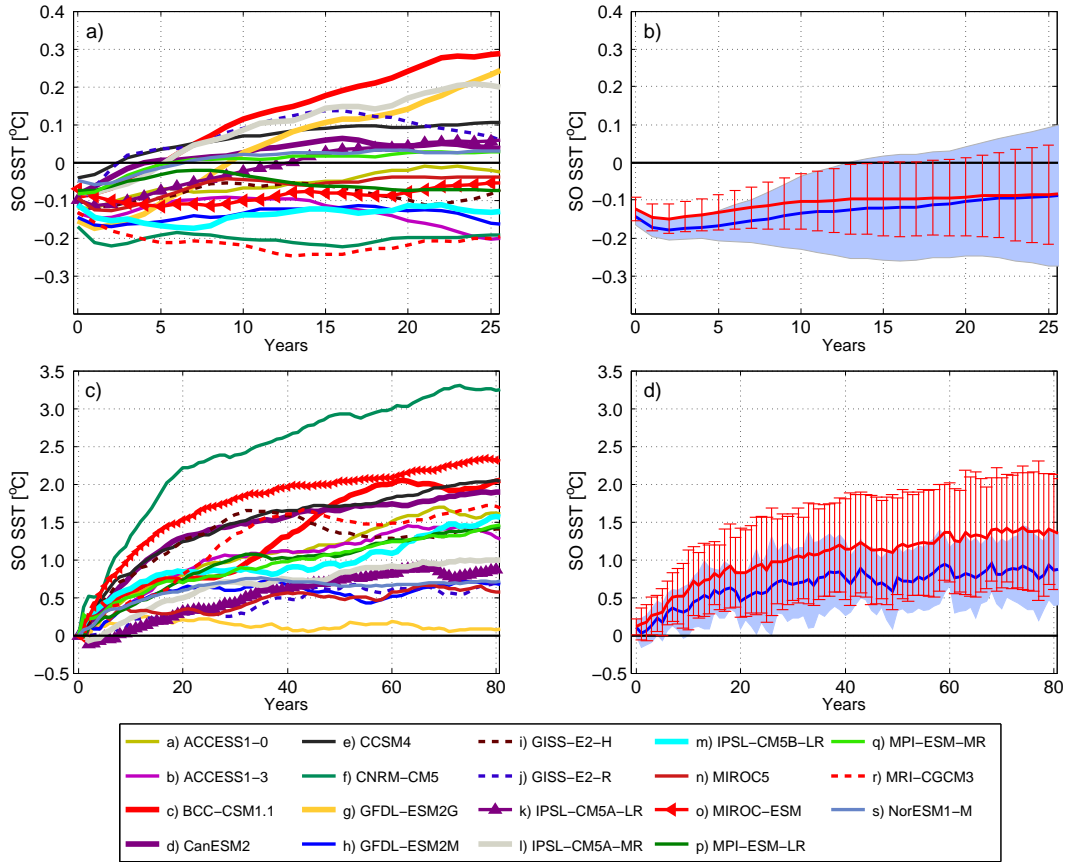 a)
SO SST [°C]
0.4
0.3
0.2
0.1
0
−0.1
−0.2
−0.3
0 5 10 15 20 25
Years
b)
SO SST [°C]
0.4
0.3
0.2
0.1
0
−0.1
−0.2
−0.3
0 5 10 15 20 25
Years
c)
SO SST [°C]
3.5
3.0
2.5
2.0
1.5
1.0
0.5
0
−0.5
0 20 40 60 80
Years
d)
SO SST [°C]
3.5
3.0
2.5
2.0
1.5
1.0
0.5
0
−0.5
0 20 40 60 80
Years
a) ACCESS1−0
b) ACCESS1−3
c) BCC−CSM1.1
d) CanESM2
e) CCSM4
f) CNRM−CM5
g) GFDL−ESM2G
h) GFDL−ESM2M
i) GISS−E2−H
j) GISS−E2−R
k) IPSL−CM5A−LR
l) IPSL−CM5A−MR
m) IPSL−CM5B−LR
n) MIROC5
o) MIROC−ESM
p) MPI−ESM−LR
q) MPI−ESM−MR
r) MRI−CGCM3
s) NorESM1−M